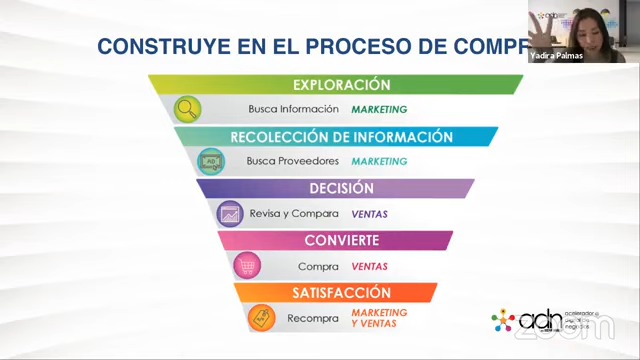 CONSTRUYE EN EL PROCESO DE COMPR
Yadira Palmas
EXPLORACIÓN
Busca Información MARKETING
RECOLECCIÓN DE INFORMACIÓN
Busca Proveedores MARKETING
DECISIÓN
Revisa y Compara VENTAS
CONVIERTE
Compra VENTAS
SATISFACCIÓN
Recompra MARKETING
Y VENTAS
adn
zoom